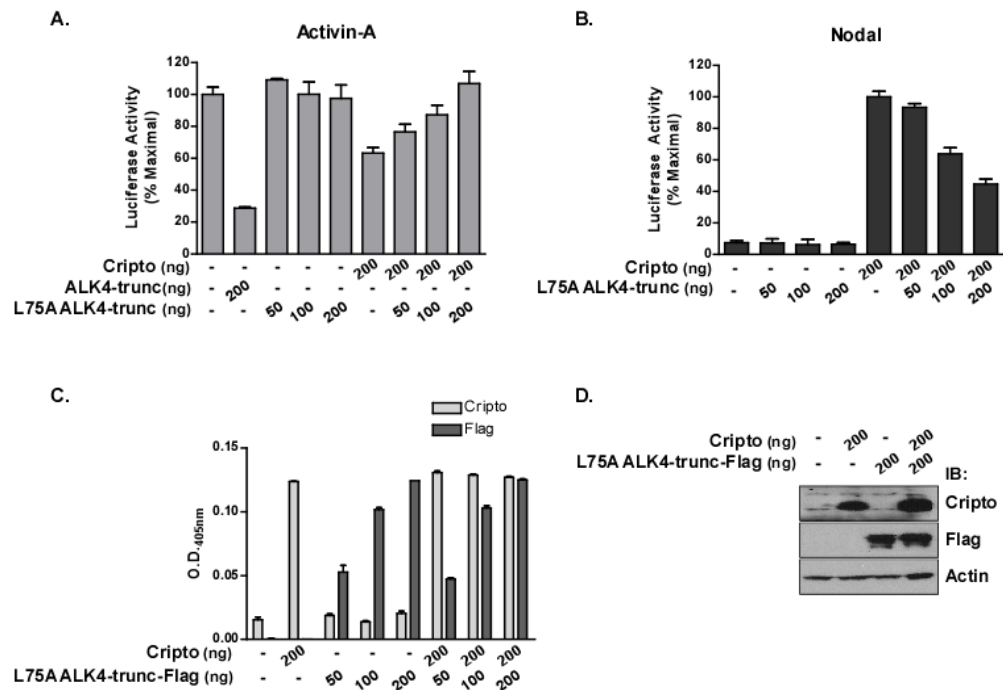 A.
Activin-A
Luciferase Activity
(% Maximal)
120
100
80
60
40
20
0
Cripto (ng) - - - - - 200 200 200 200
ALK4-trunc(ng) - 200 - - - - - - -
L75A ALK4-trunc (ng) - - 50 100 200 - 50 100 200
B.
Nodal
Luciferase Activity
(% Maximal)
120
100
80
60
40
20
0
Cripto (ng) - - - - 200 200 200 200
L75A ALK4-trunc (ng) - 50 100 200 - 50 100 200
C.
Cripto
Flag
O.D.405nm
0.15
0.10
0.05
0.00
Cripto (ng) - 200 - - - 200 200 200
L75A ALK4-trunc-Flag (ng) - - 50 100 200 50 100 200
D.
Cripto (ng) - 200 - 200
L75A ALK4-trunc-Flag (ng) - - 200 200
IB:
Cripto
Flag
Actin